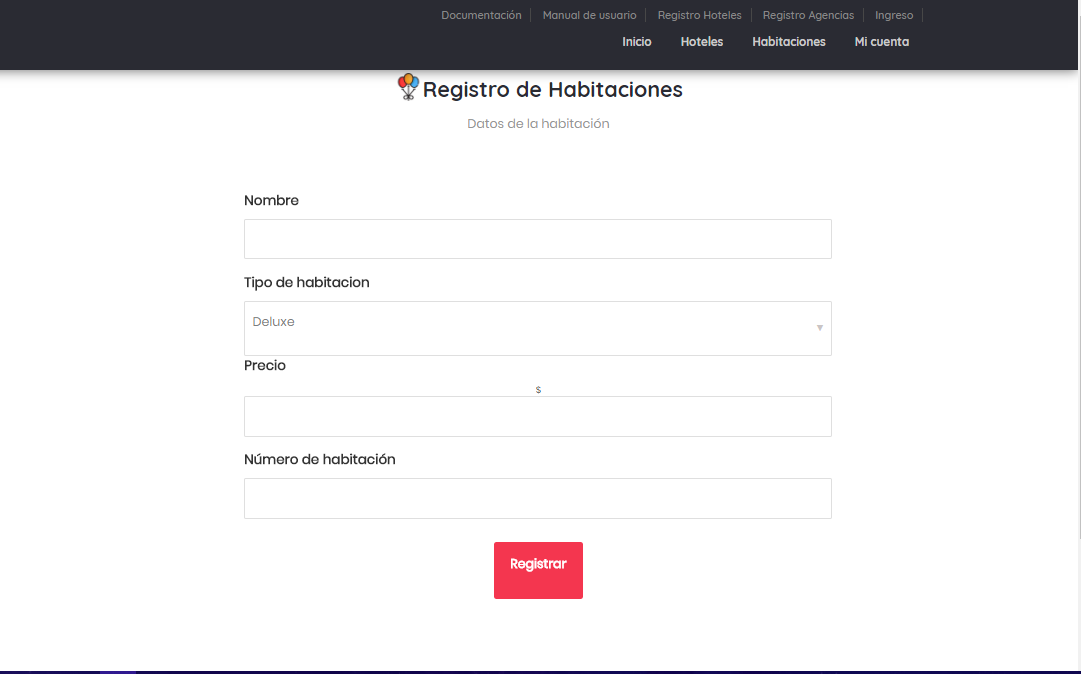 Documentación Manual de usuario Registro Hoteles Registro Agencias Ingreso
Inicio Hoteles Habitaciones Mi cuenta
Registro de Habitaciones
Datos de la habitación
Nombre
Tipo de habitacion
Deluxe
Precio
$
Número de habitación
Registrar